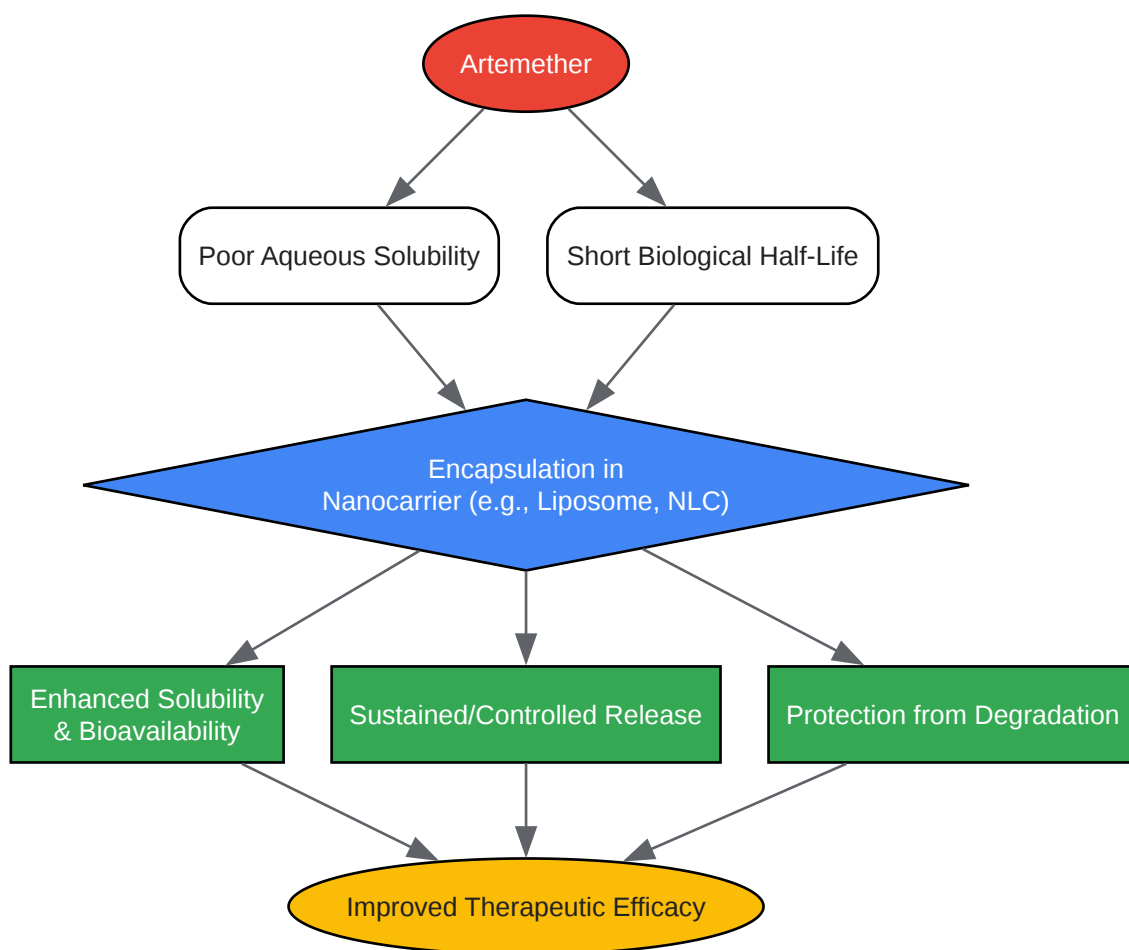 Artemether
Poor Aqueous Solubility
Short Biological Half-Life
Encapsulation in
Nanocarrier (e.g., Liposome, NLC)
Enhanced Solubility
& Bioavailability
Sustained/Controlled Release
Protection from Degradation
Improved Therapeutic Efficacy